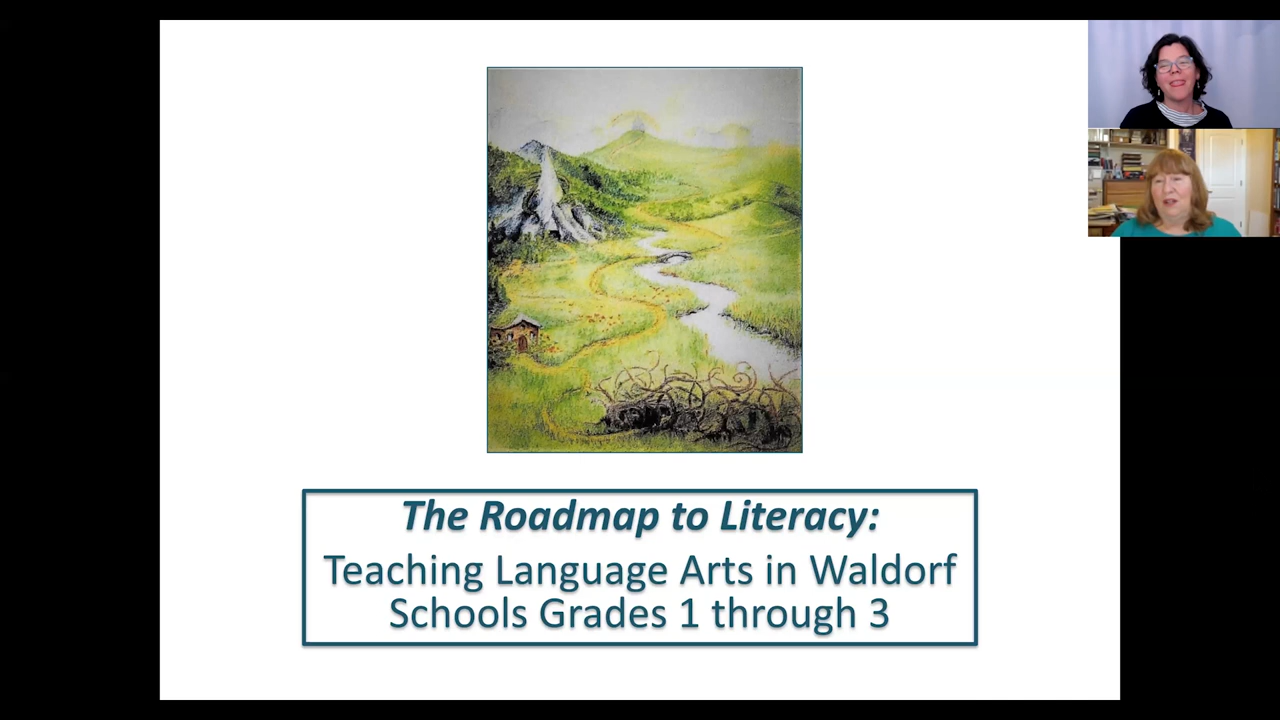 The Roadmap to Literacy:
Teaching Language Arts in Waldorf
Schools Grades 1 through 3